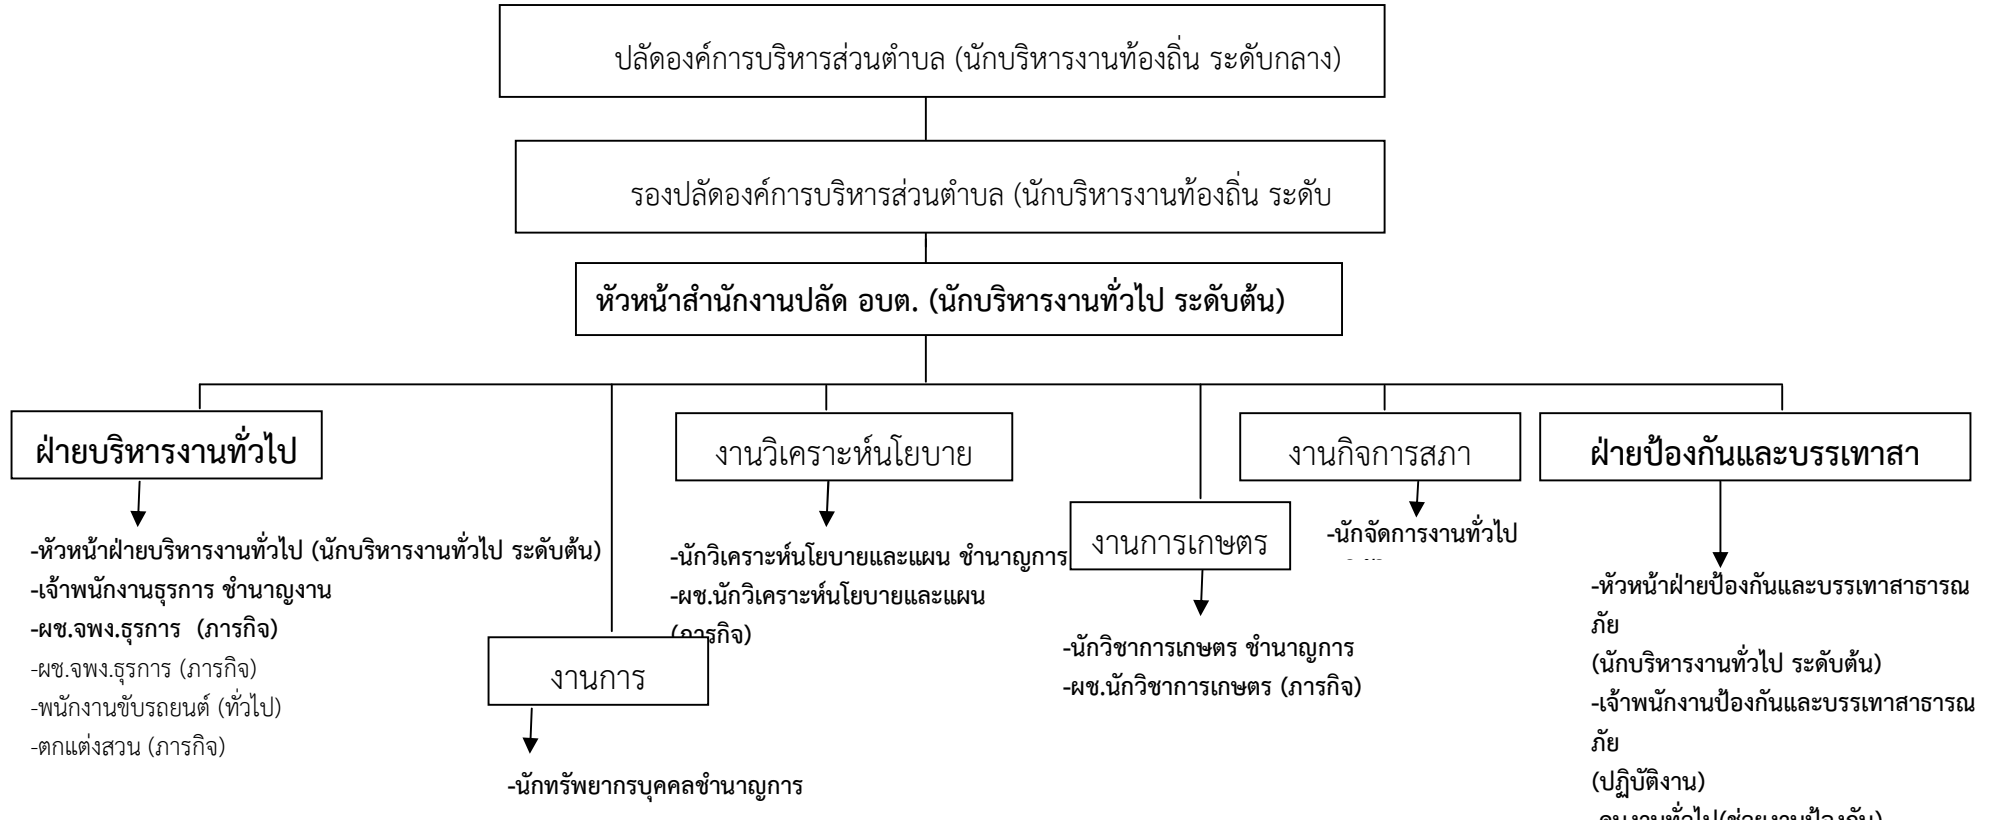 ปลัดองค์การบริหารส่วนตำบล (นักบริหารงานท้องถิ่น ระดับกลาง)
รองปลัดองค์การบริหารส่วนตำบล (นักบริหารงานท้องถิ่น ระดับ
หัวหน้าสำนักงานปลัด อบต. (นักบริหารงานทั่วไป ระดับต้น)
ฝ่ายบริหารงานทั่วไป
-หัวหน้าฝ่ายบริหารงานทั่วไป (นักบริหารงานทั่วไป ระดับต้น)
-เจ้าพนักงานธุรการ ชำนาญงาน
-ผช.จพง.ธุรการ (ภารกิจ)
-ผช.จพง.ธุรการ (ภารกิจ)
-พนักงานขับรถยนต์ (ทั่วไป)
-ตกแต่งสวน (ภารกิจ)
งานการ
-นักทรัพยากรบุคคลชำนาญการ
งานวิเคราะห์นโยบาย
-นักวิเคราะห์นโยบายและแผน ชำนาญการ
-ผช.นักวิเคราะห์นโยบายและแผน
(ภารกิจ)
งานการเกษตร
-นักวิชาการเกษตร ชำนาญการ
-ผช.นักวิชาการเกษตร (ภารกิจ)
งานกิจการสภา
-นักจัดการงานทั่วไป
ฝ่ายป้องกันและบรรเทาสา
-หัวหน้าฝ่ายป้องกันและบรรเทาสาธารณ
ภัย
(นักบริหารงานทั่วไป ระดับต้น)
-เจ้าพนักงานป้องกันและบรรเทาสาธารณ
ภัย
(ปฏิบัติงาน)
-คนงานทั่วไป(ช่วยงานป้องกัน)